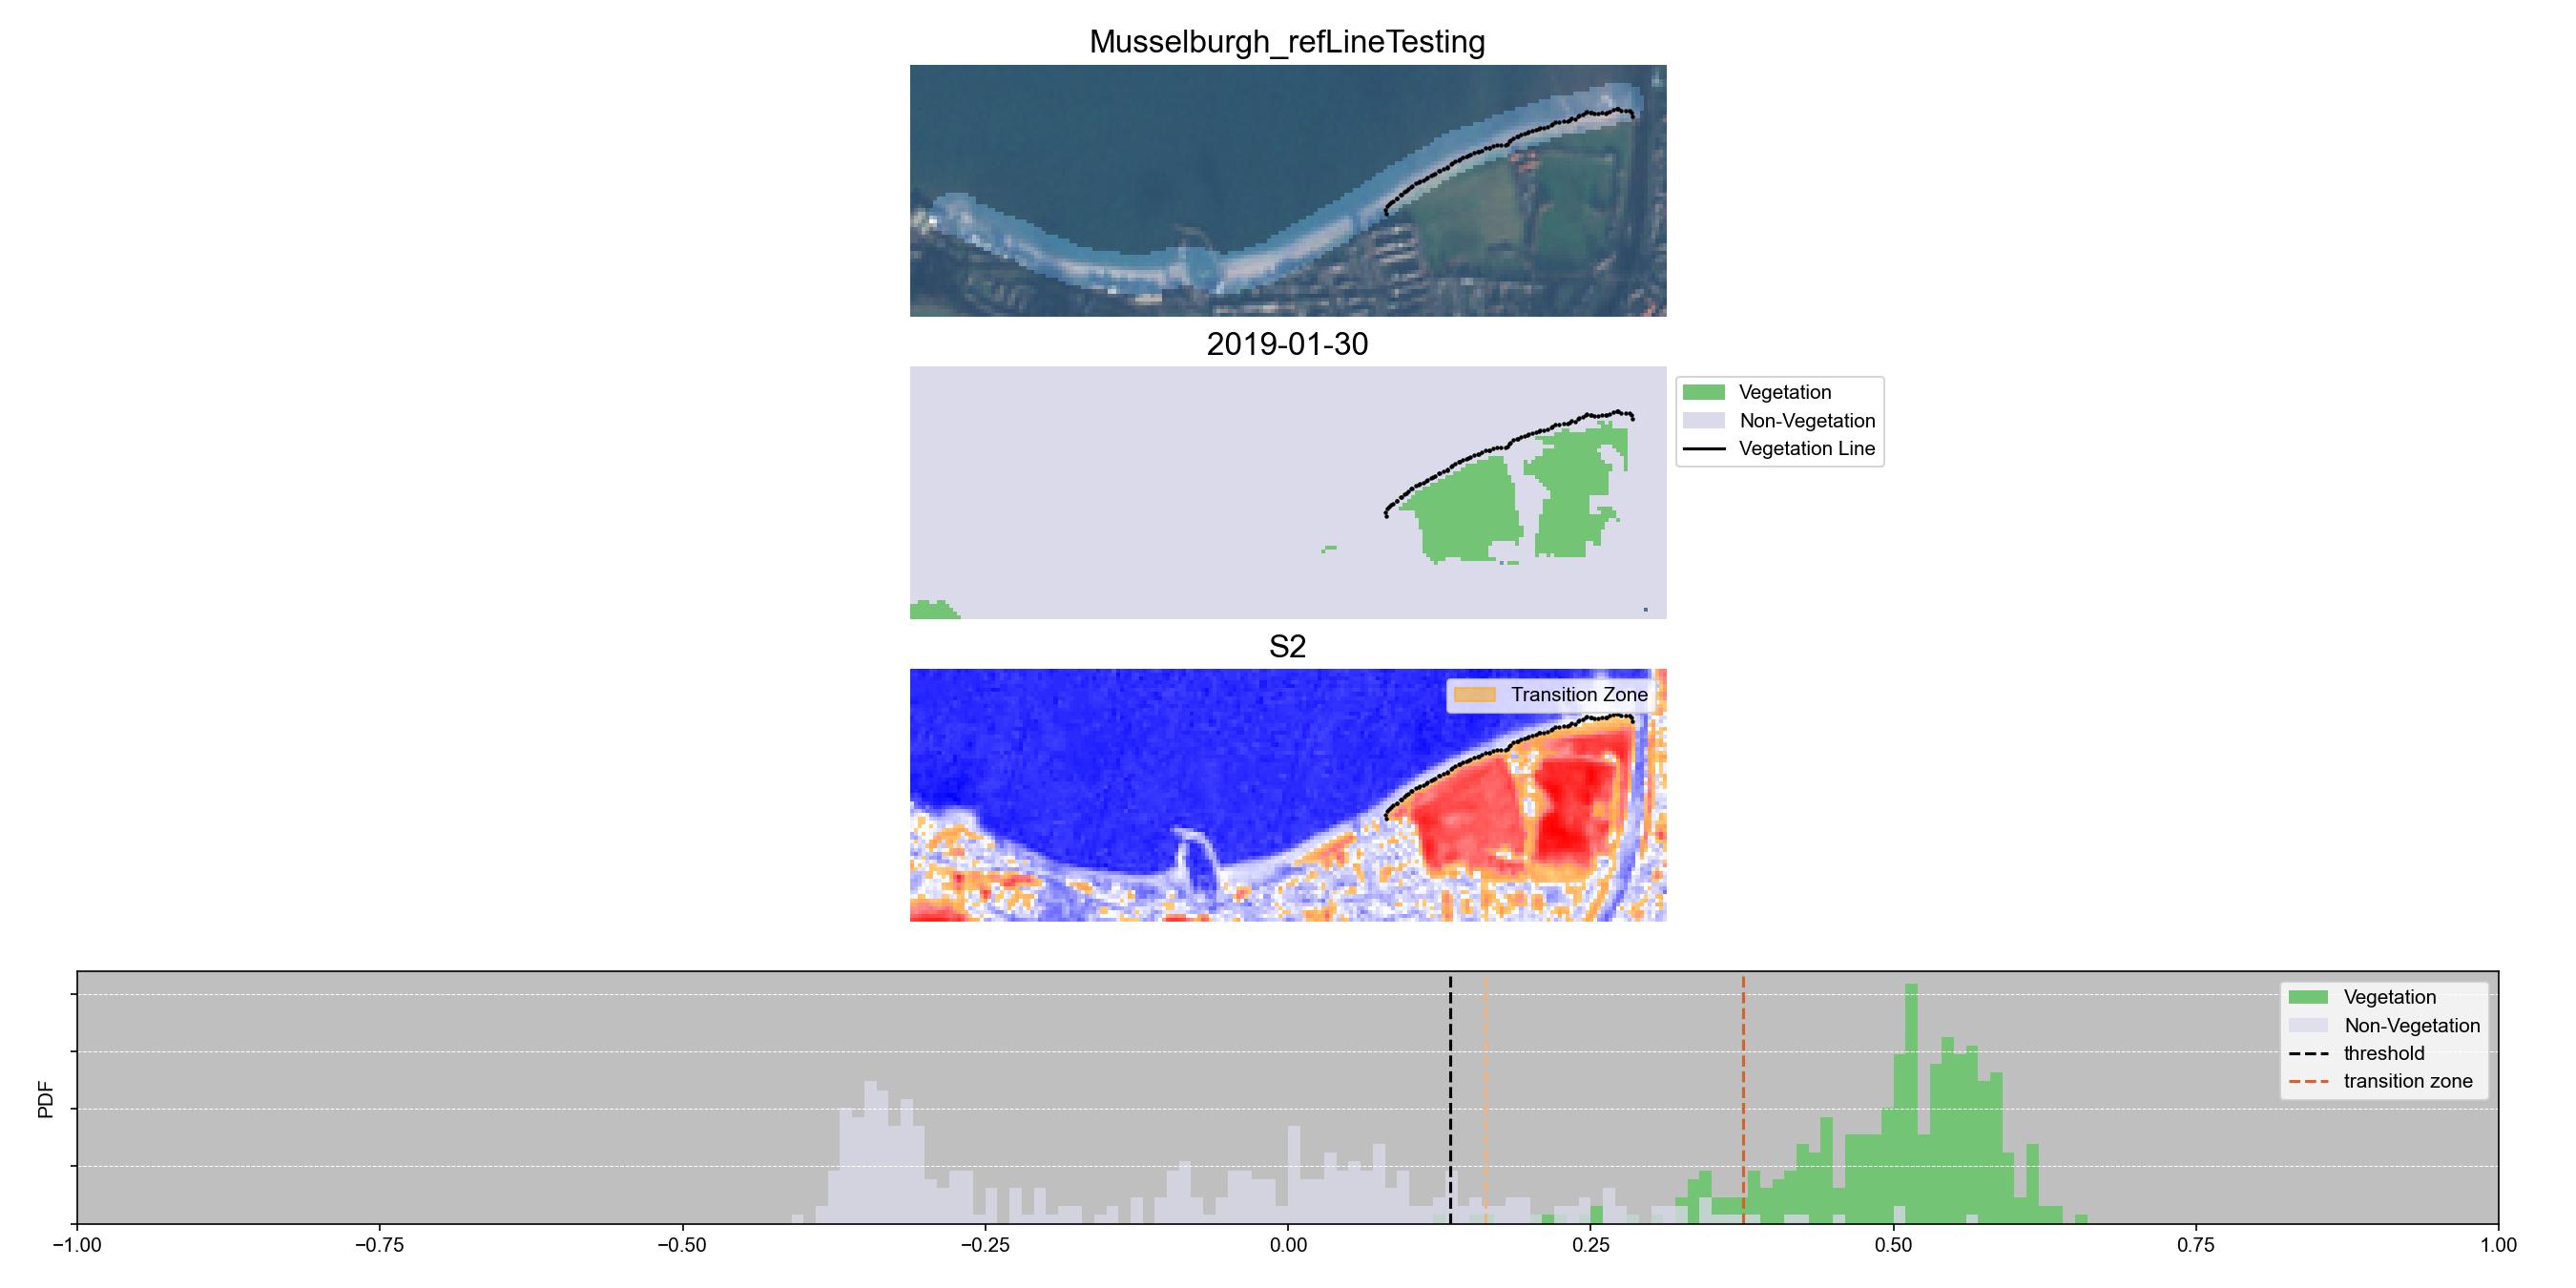 Musselburgh_refLineTesting
2019-01-30
Vegetation
Non-Vegetation
Vegetation Line
S2
Transition Zone
PDF
Vegetation
Non-Vegetation
threshold
transition zone
−1.00 −0.75 −0.50 −0.25 0.00 0.25 0.50 0.75 1.00